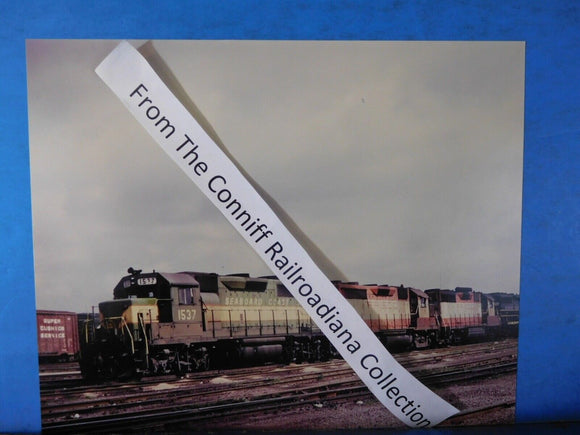 From The Conniff Railroadiana Collection
1537
SEABOARD COAST
1537
SUPER
CUSHION
SERVICE